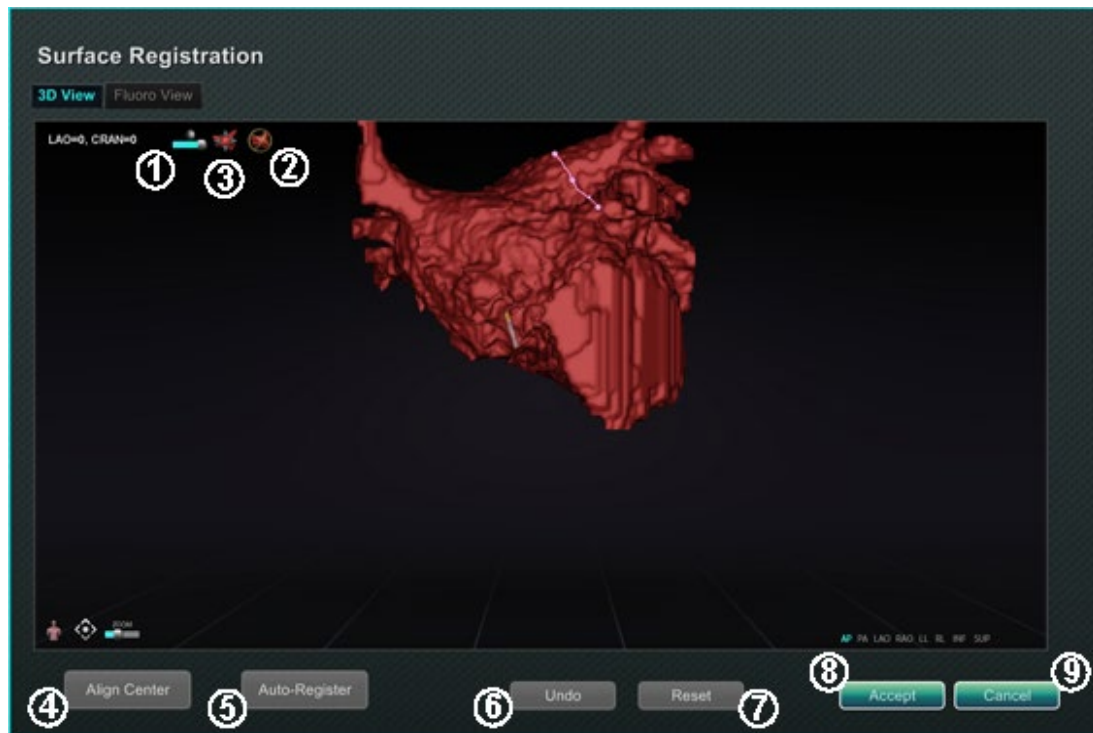 Surface Registration
3D View Fluoro View
LAO=0, CRAN=0
① ③ ②
ZOOM
AP PA LAO RAO LL RL INF SUP
Align Center Auto-Register Undo Reset Accept Cancel
④ ⑤ ⑥ ⑦ ⑧ ⑨